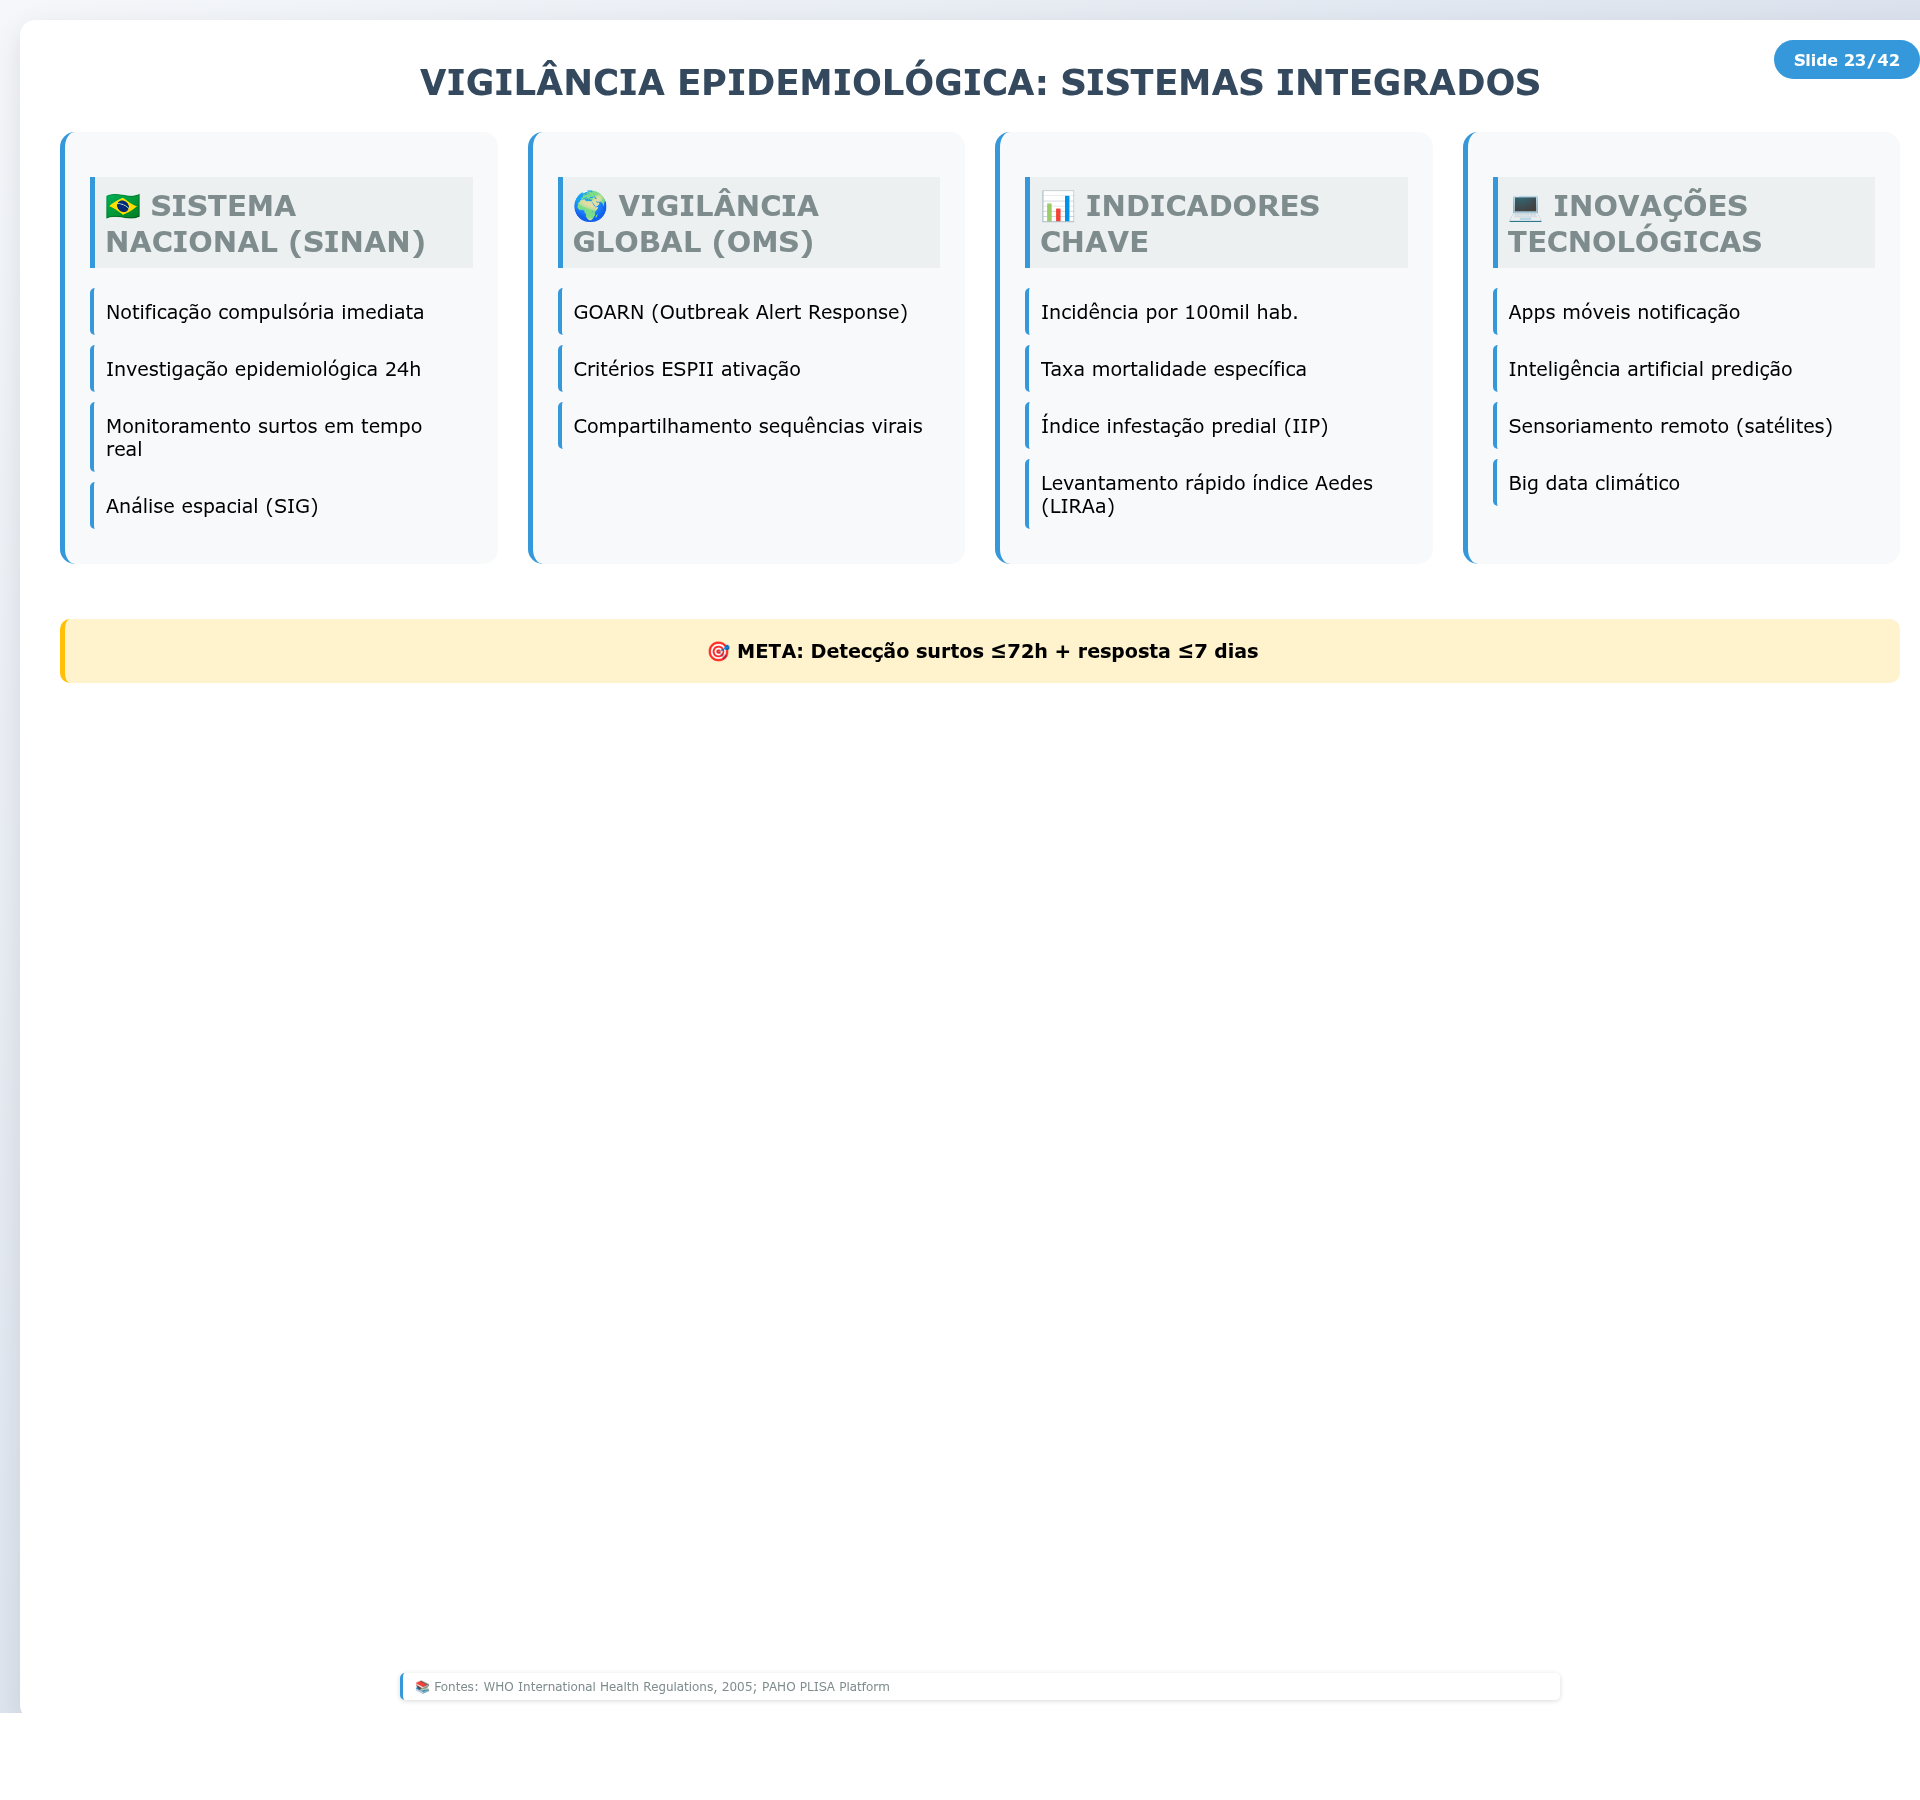 Slide 23/42
VIGILÂNCIA EPIDEMIOLÓGICA: SISTEMAS INTEGRADOS
🇧🇷 SISTEMA
NACIONAL (SINAN)
Notificação compulsória imediata
Investigação epidemiológica 24h
Monitoramento surtos em tempo
real
Análise espacial (SIG)
🌍 VIGILÂNCIA
GLOBAL (OMS)
GOARN (Outbreak Alert Response)
Critérios ESPII ativação
Compartilhamento sequências virais
📊 INDICADORES
CHAVE
Incidência por 100mil hab.
Taxa mortalidade específica
Índice infestação predial (IIP)
Levantamento rápido índice Aedes
(LIRAa)
💻 INOVAÇÕES
TECNOLÓGICAS
Apps móveis notificação
Inteligência artificial predição
Sensoriamento remoto (satélites)
Big data climático
🎯 META: Detecção surtos ≤72h + resposta ≤7 dias
📚 Fontes: WHO International Health Regulations, 2005; PAHO PLISA Platform